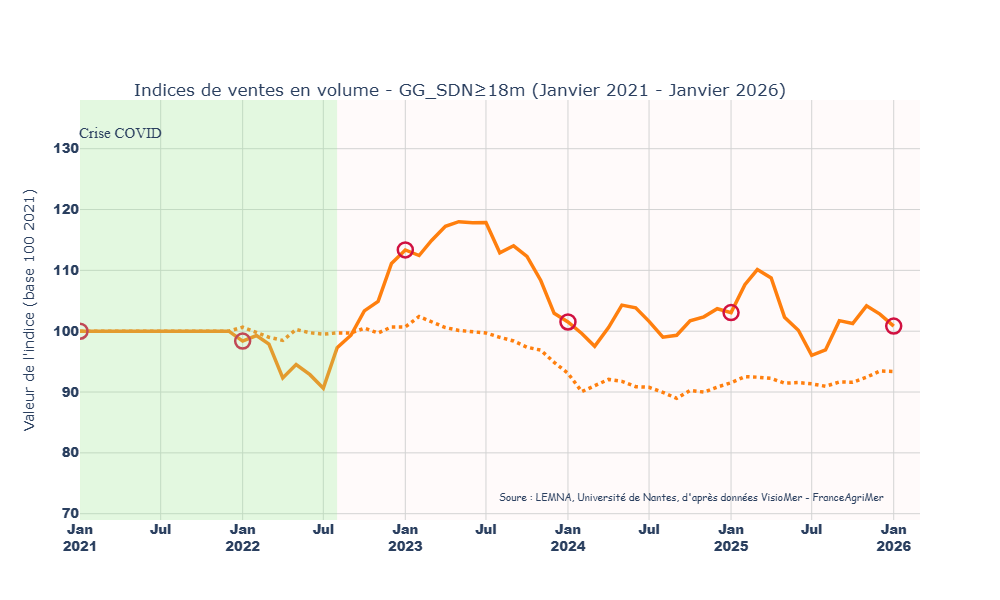 Indices de ventes en volume - GG_SDN≥18m (Janvier 2021 - Janvier 2026)
Crise COVID
Valeur de l'indice (base 100 2021)
130
120
110
100
90
80
70
Soure : LEMNA, Université de Nantes, d'après données VisioMer - FranceAgriMer
Jan Jul Jan Jul Jan Jul Jan Jul Jan Jul Jan
2021 2022 2023 2024 2025 2026